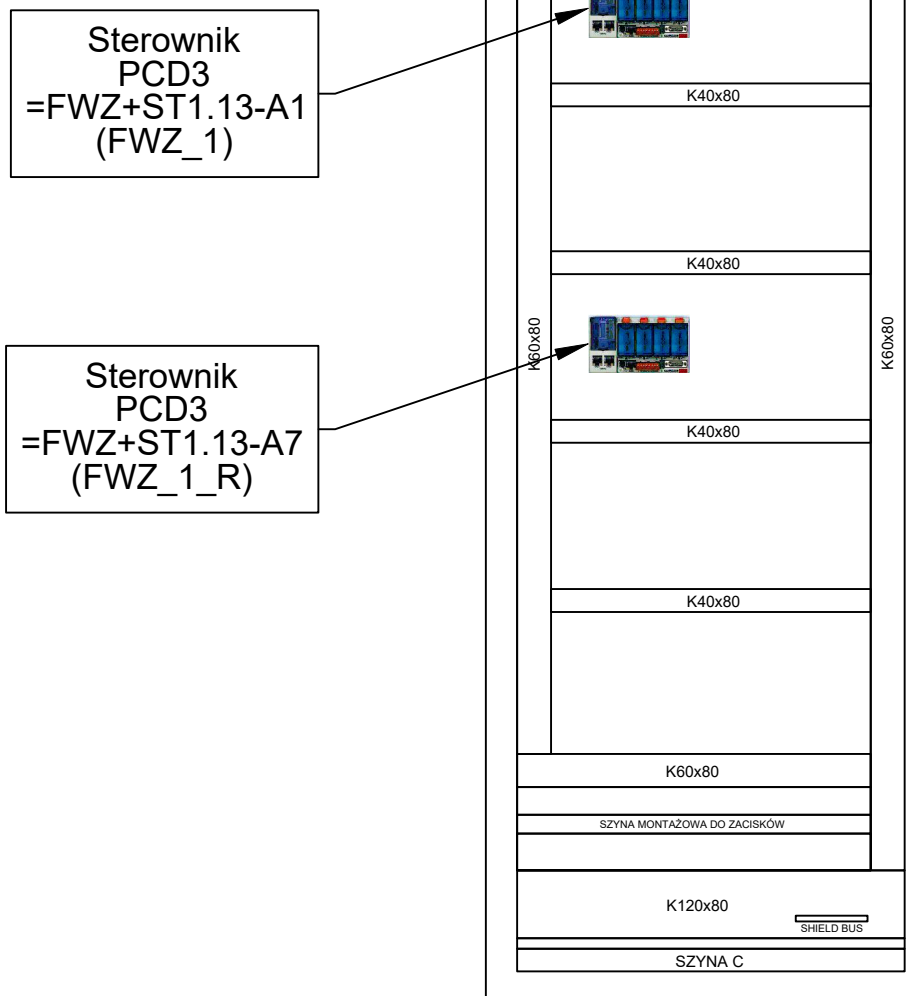 Sterownik
PCD3
=FWZ+ST1.13-A1
(FWZ_1)
K40x80
K40x80
K60x80
K60x80
Sterownik
PCD3
=FWZ+ST1.13-A7
(FWZ_1_R)
K40x80
K40x80
K60x80
SZYNA MONTAŻOWA DO ZACISKÓW
K120x80
SHIELD BUS
SZYNA C